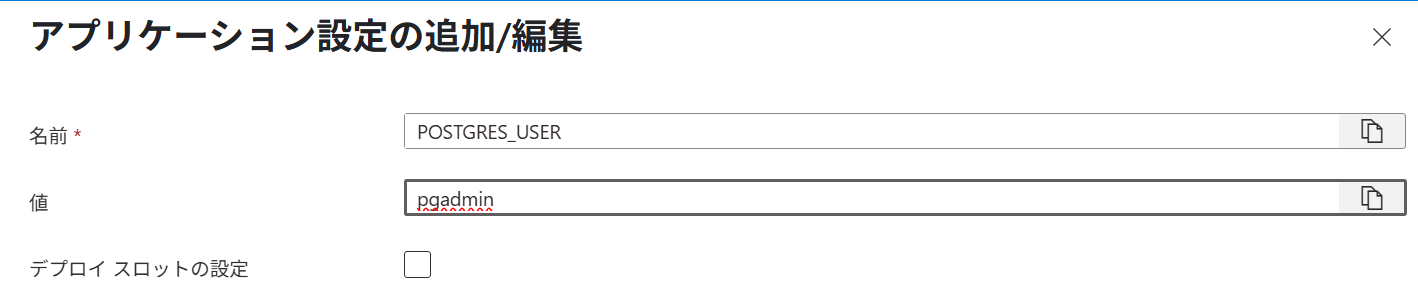 アプリケーション設定の追加/編集
名前 *
POSTGRES_USER
値
pgadmin
デプロイ スロットの設定